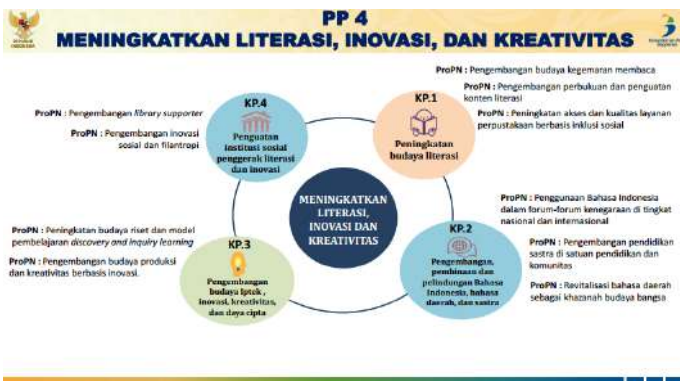 PP 4
MENINGKATKAN LITERASI, INOVASI, DAN KREATIVITAS
ProPN : Pengembangan budaya kegemaran membaca
ProPN : Pengembangan perbukuan dan penguatan
konten literasi
ProPN : Peningkatan akses dan kualitas layanan
perpustakaan berbasis inklusi sosial
KP.1
Peningkatan
budaya literasi
KP.4
Penguatan
institusi sosial
penggerak literasi
dan inovasi
ProPN : Pengembangan library supporter
ProPN : Pengembangan inovasi
sosial dan filantropi
MENINGKATKAN
LITERASI,
INOVASI DAN
KREATIVITAS
ProPN : Penggunaan Bahasa Indonesia
dalam forum-forum kenegaraan di tingkat
nasional dan internasional
ProPN : Pengembangan pendidikan
sastra di satuan pendidikan dan
komunitas
ProPN : Revitalisasi bahasa daerah
sebagai khazanah budaya bangsa
KP.2
Pengembangan,
pembinaan dan
pelindungan Bahasa
Indonesia, bahasa
daerah, dan sastra
ProPN : Peningkatan budaya riset dan model
pembelajaran discovery and inquiry learning
ProPN : Pengembangan budaya produksi
dan kreativitas berbasis inovasi.
KP.3
Pengembangan
budaya Iptek ,
inovasi, kreativitas,
dan daya cipta